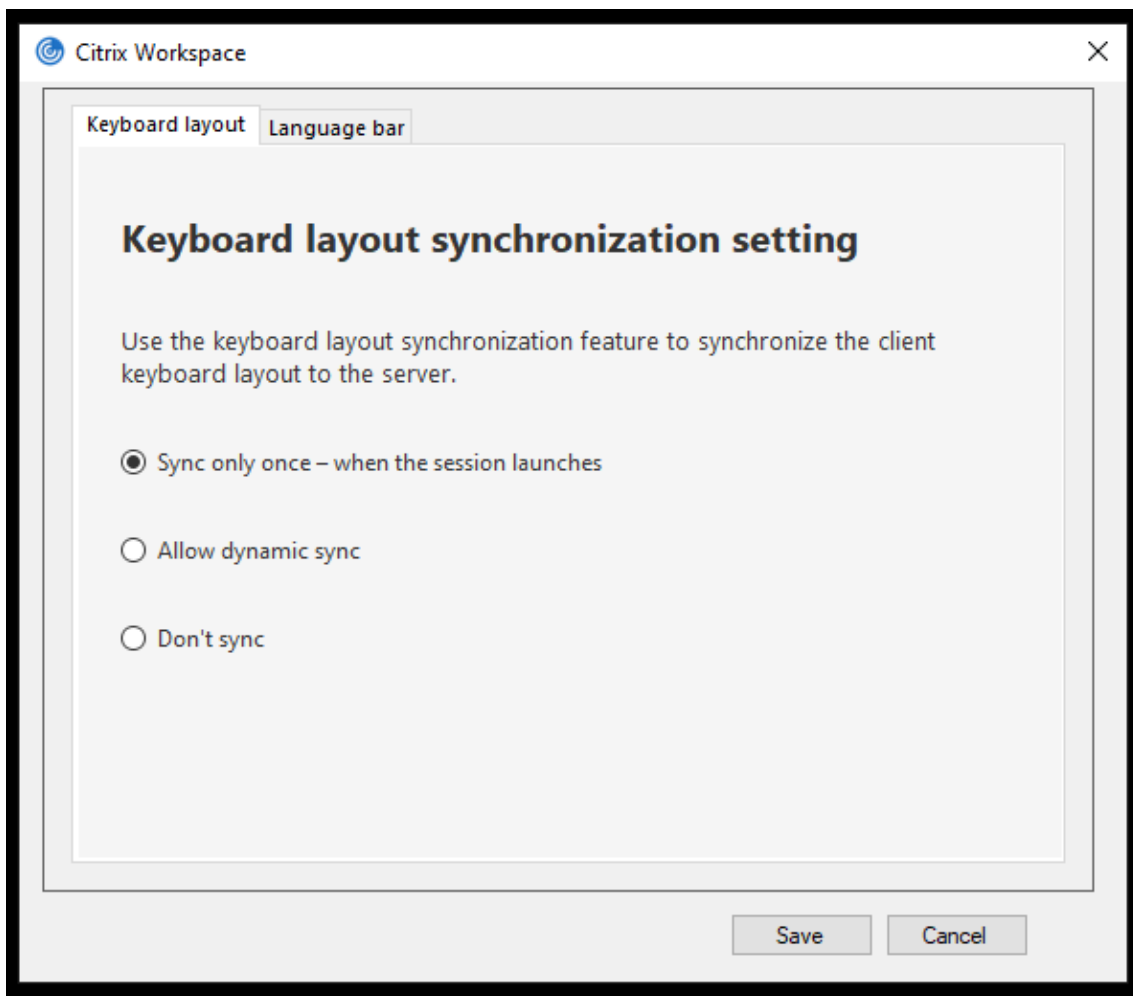 Citrix Workspace
Keyboard layout
Language bar
Keyboard layout synchronization setting
Use the keyboard layout synchronization feature to synchronize the client
keyboard layout to the server.
Sync only once – when the session launches
Allow dynamic sync
Don't sync
Save
Cancel